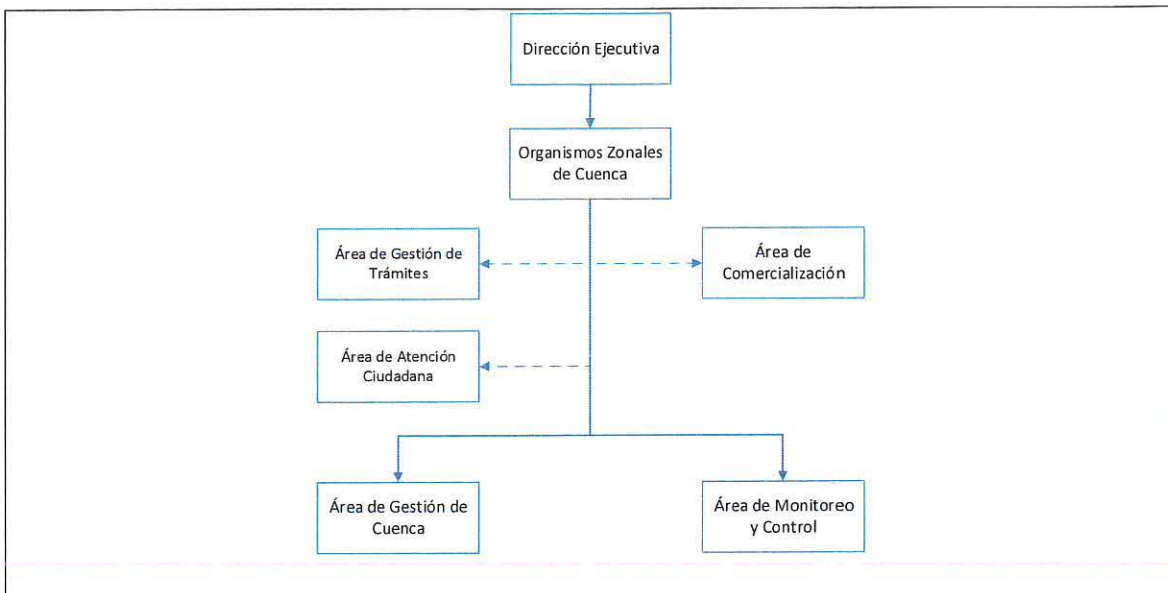 Dirección Ejecutiva
Organismos Zonales
de Cuenca
Área de Gestión de
Trámites
Área de
Comercialización
Área de Atención
Ciudadana
Área de Gestión de
Cuenca
Área de Monitoreo
y Control